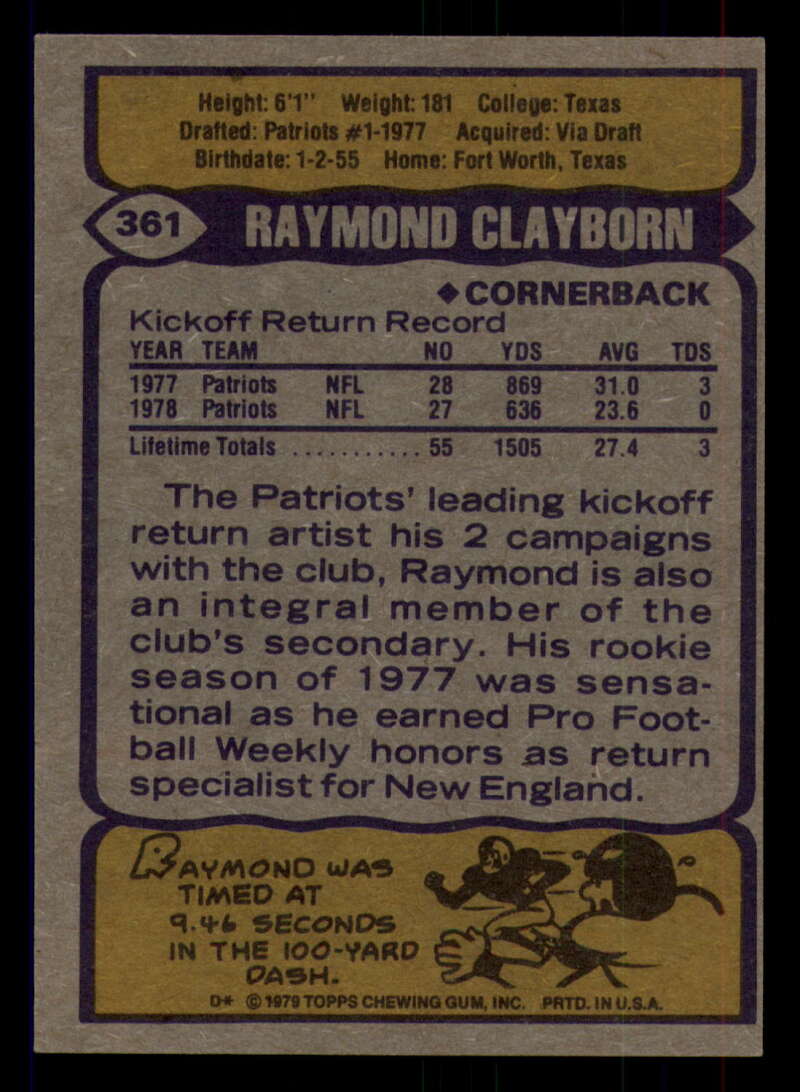 Height: 6'1" Weight: 181 College: Texas
Drafted: Patriots #1-1977 Acquired: Via Draft
Birthdate: 1-2-55 Home: Fort Worth, Texas
361 RAYMOND CLAYBORN
◆CORNERBACK
Kickoff Return Record
YEAR TEAM NO YDS AVG TDS
1977 Patriots NFL 28 869 31.0 3
1978 Patriots NFL 27 636 23.6 0
Lifetime Totals ........... 55 1505 27.4 3
The Patriots' leading kickoff
return artist his 2 campaigns
with the club, Raymond is also
an integral member of the
club's secondary. His rookie
season of 1977 was sensa-
tional as he earned Pro Foot-
ball Weekly honors as return
specialist for New England.
RAYMOND WAS
TIMED AT
9.46 SECONDS
IN THE 100-YARD
DASH.
D* © 1979 TOPPS CHEWING GUM, INC. PRTD. IN U.S.A.